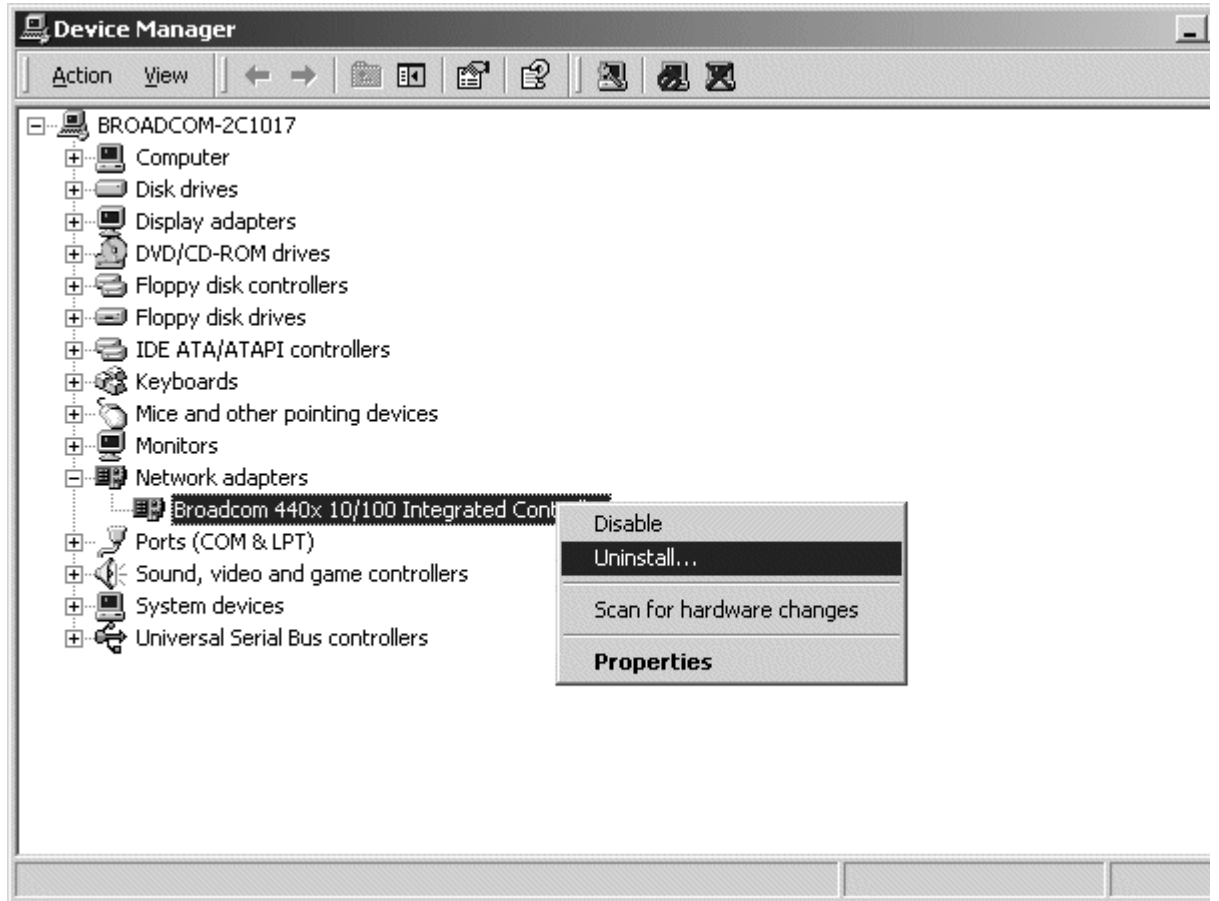 Device Manager
Action View
BROADCOM-2C1017
Computer
Disk drives
Display adapters
DVD/CD-ROM drives
Floppy disk controllers
Floppy disk drives
IDE ATA/ATAPI controllers
Keyboards
Mice and other pointing devices
Monitors
Network adapters
Broadcom 440x 10/100 Integrated Cont
Disable
Uninstall...
Ports (COM & LPT)
Sound, video and game controllers
Scan for hardware changes
System devices
Universal Serial Bus controllers
Properties